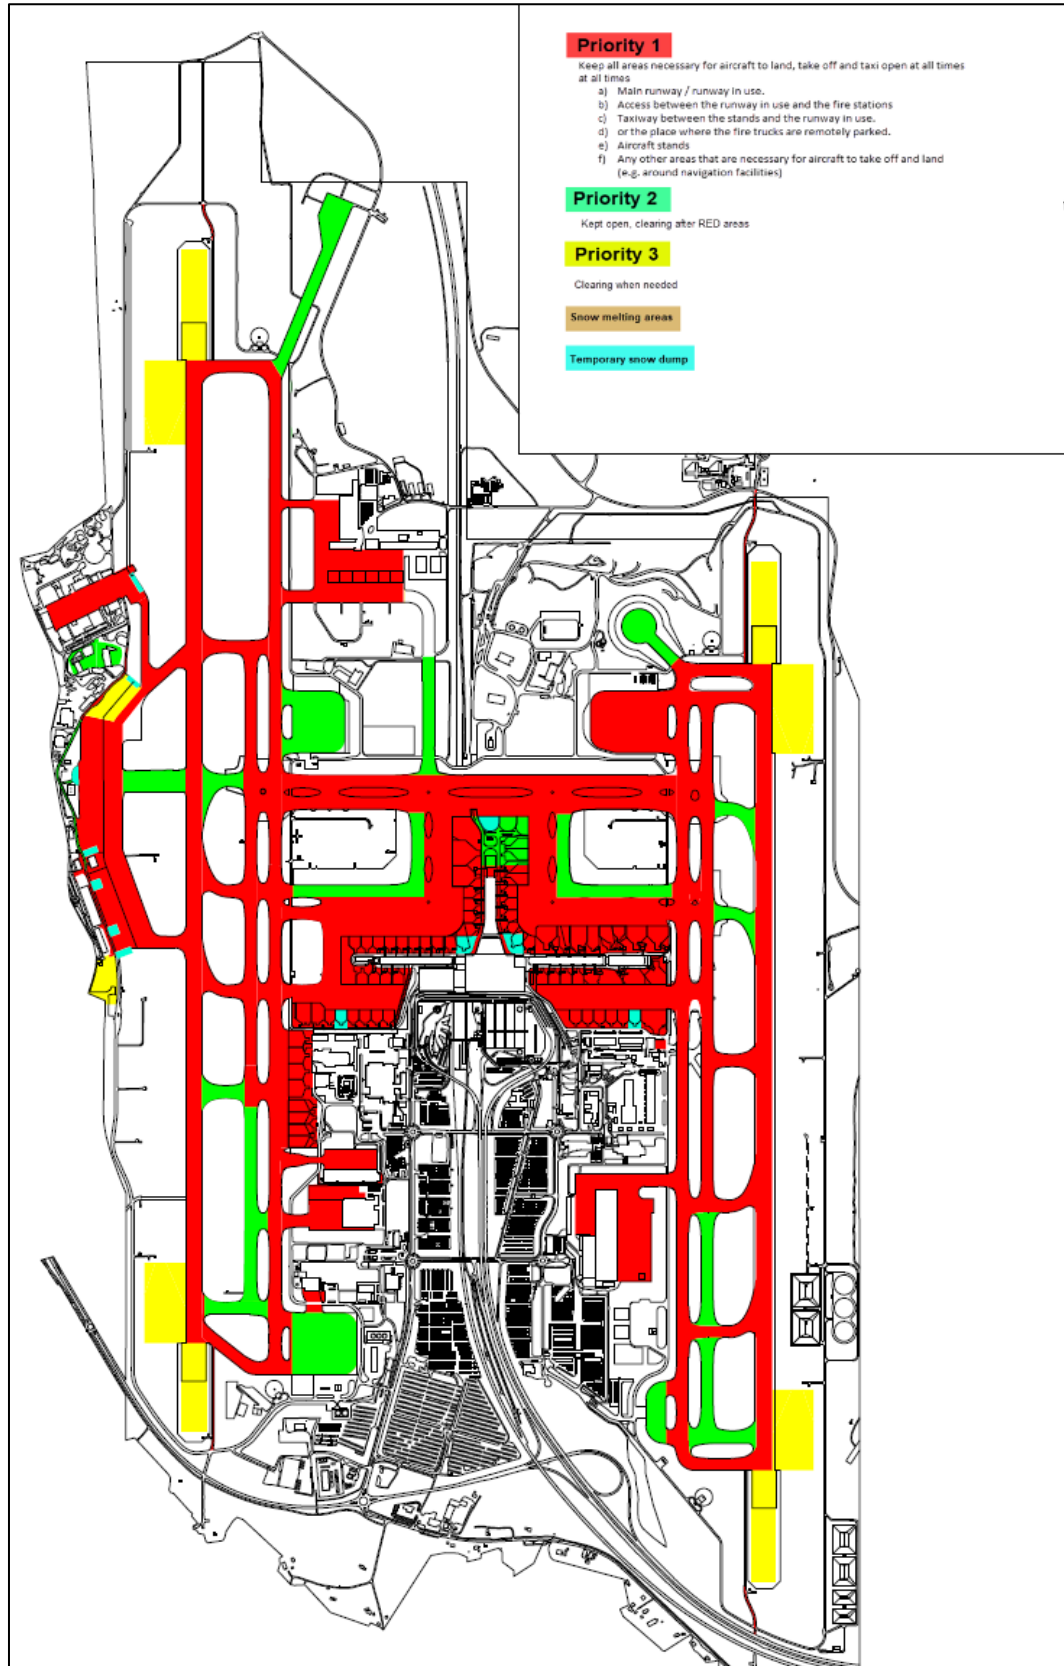 Priority 1
Keep all areas necessary for aircraft to land, take off and taxi open at all times
at all times
a) Main runway / runway in use.
b) Access between the runway in use and the fire stations
c) Taxiway between the stands and the runway in use.
d) or the place where the fire trucks are remotely parked.
e) Aircraft stands
f) Any other areas that are necessary for aircraft to take off and land
(e.g. around navigation facilities)
Priority 2
Kept open, clearing after RED areas
Priority 3
Clearing when needed
Snow melting areas
Temporary snow dump